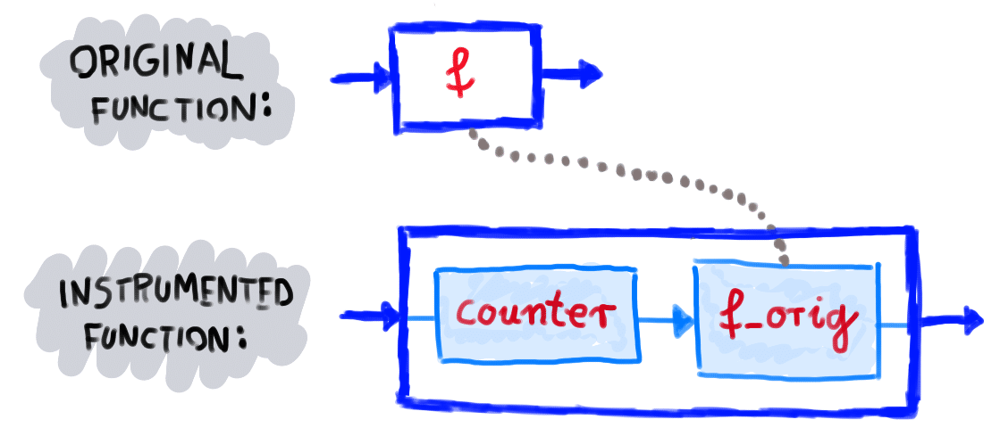 ORIGINAL
FUNCTION:
f
INSTRUMENTED
FUNCTION:
counter
f_orig